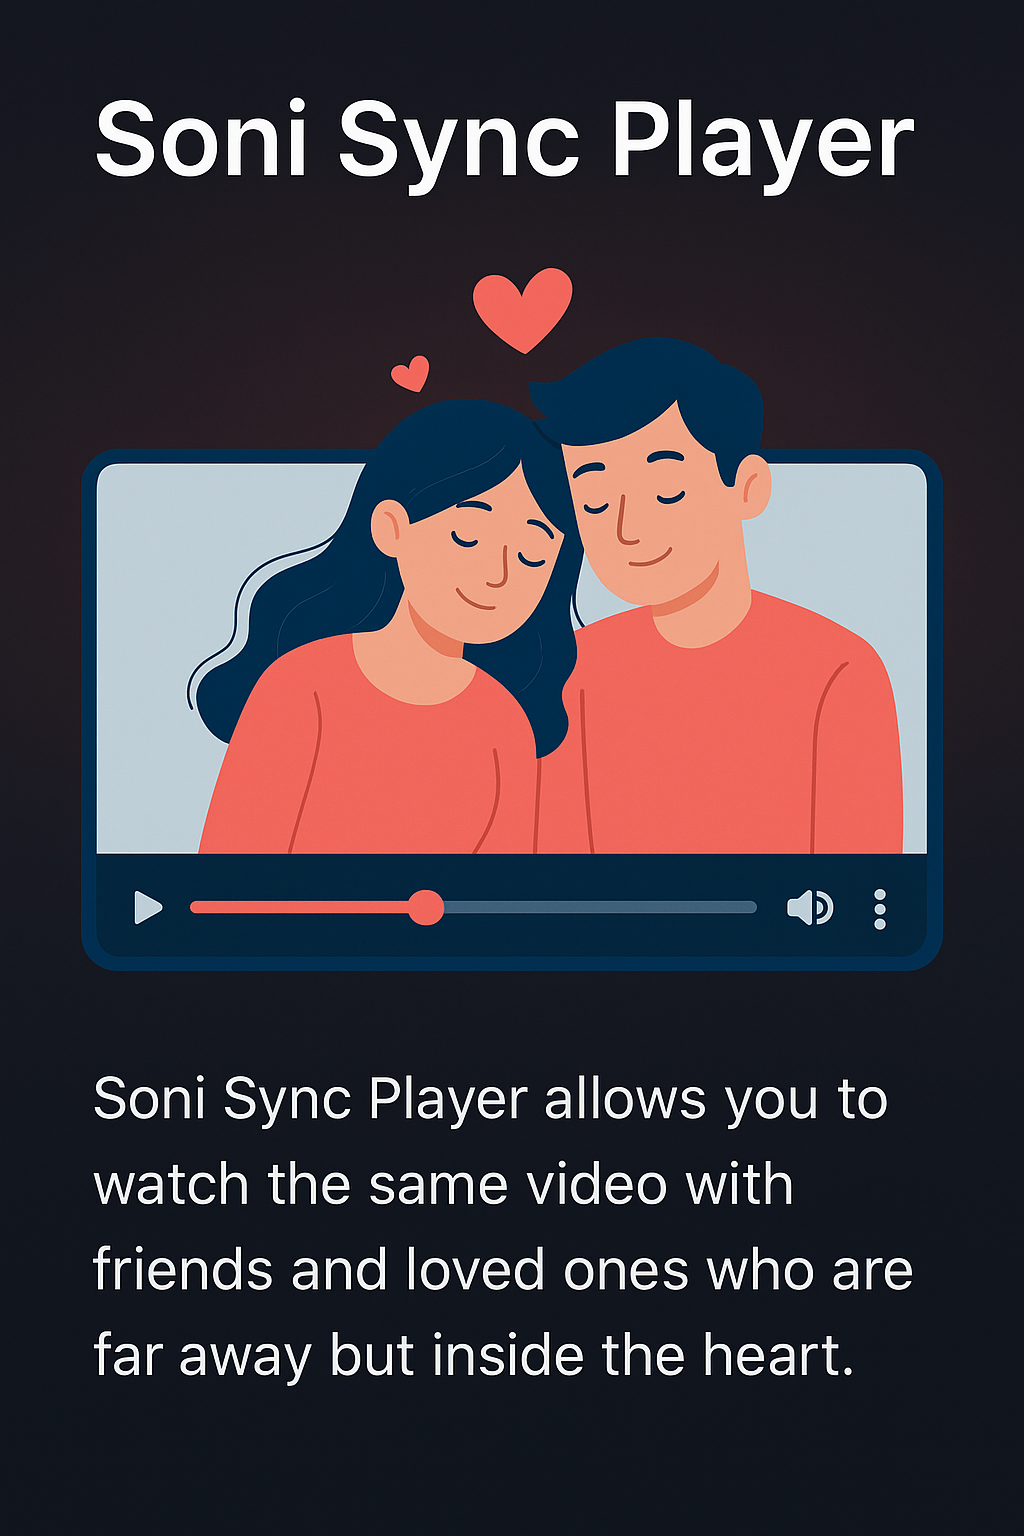 Soni Sync Player
Soni Sync Player allows you to
watch the same video with
friends and loved ones who are
far away but inside the heart.